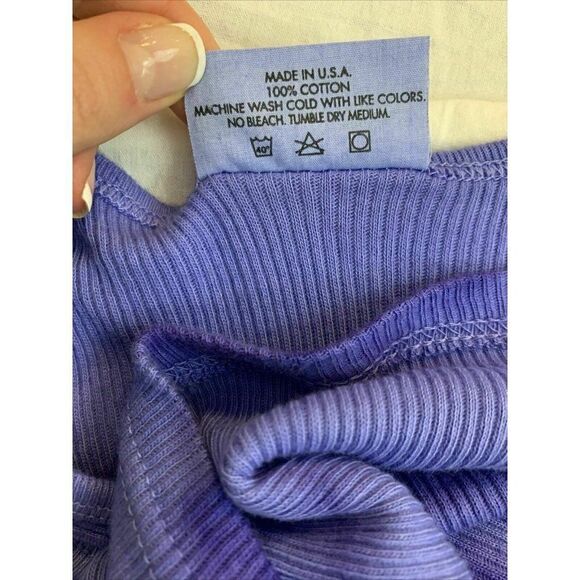 MADE IN U.S.A.
100% COTTON
MACHINE WASH COLD WITH LIKE COLORS.
NO BLEACH. TUMBLE DRY MEDIUM.
40°